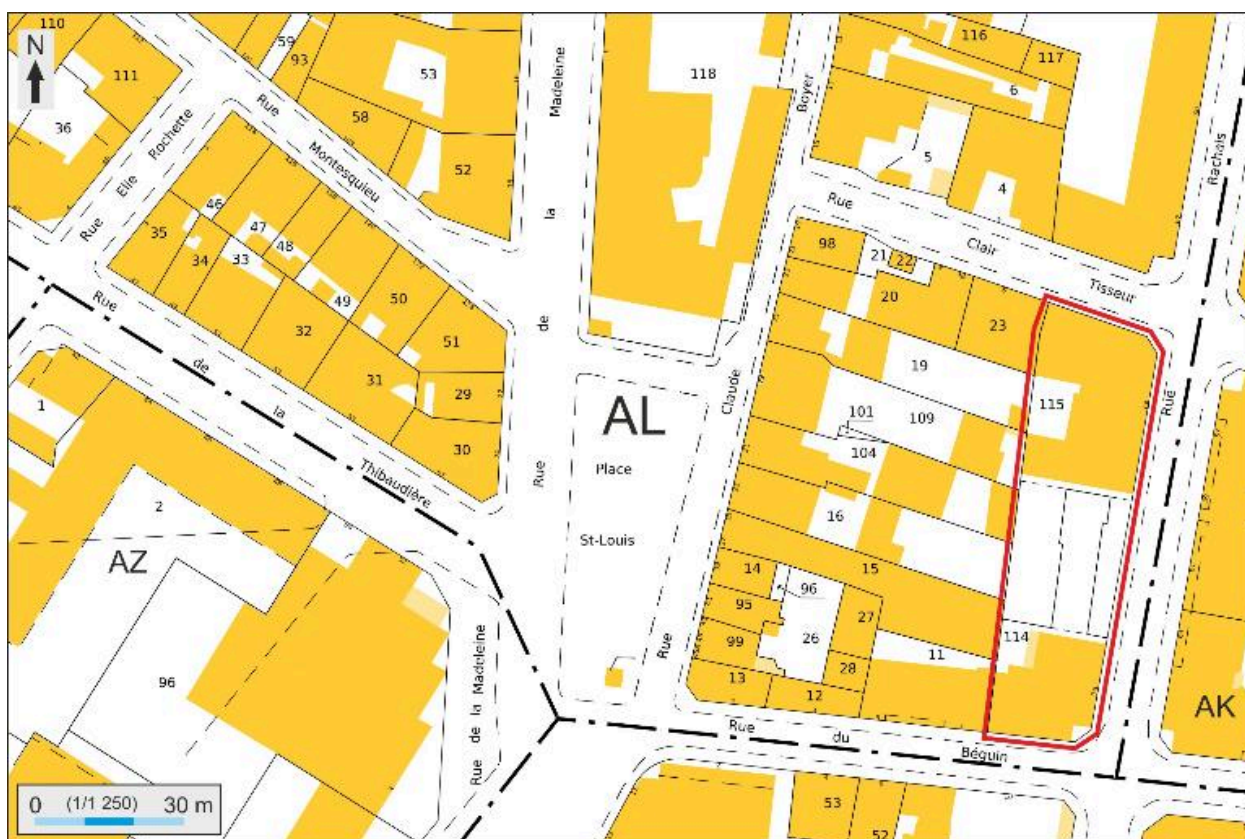 110
59
93
N
111
53
Madeleine
118
116
117
6
Boyer
36
Rue
58
Rochette
Montesquieu
52
5
4
Rachais
Elie
46
la
Rue
Clair
Tisseur
35
34
47
48
33
49
50
98
21
22
20
Rue
Rue
32
51
de
23
19
de
31
29
la
1
30
Claude
AL
101
109
104
115
Rue
Thibaudière
Rue
Place
2
16
St-Louis
AZ
14
15
96
95
27
26
99
Rue
11
114
28
13
12
96
Rue de la Madeleine
Rue
du
Béguin
AK
0
(1/1 250)
30 m
53
52